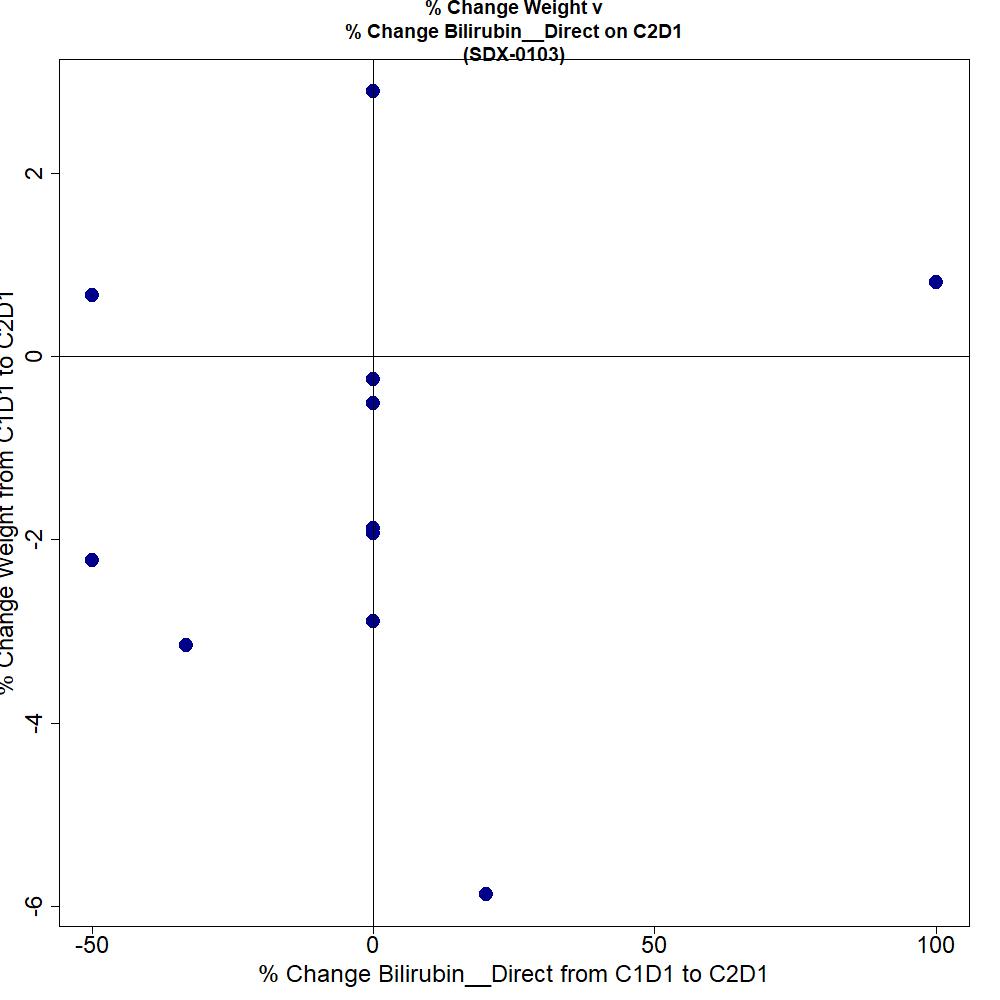 % Change Weight v
% Change Bilirubin__Direct on C2D1
(SDX-0103)
% Change Weight from C1D1 to C2D1
2
0
-2
-4
-6
-50
0
50
100
% Change Bilirubin__Direct from C1D1 to C2D1